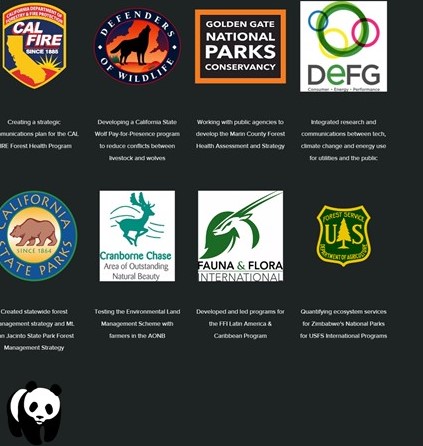 CALIFORNIA DEPARTMENT OF
FORESTRY & FIRE PROTECTION
CAL
FIRE
SINCE 1885
DEFENDERS
OF WILDLIFE
GOLDEN GATE
NATIONAL
PARKS
CONSERVANCY
DeFG
Consumer • Energy • Performance
Creating a strategic
mmunications plan for the CAL
IRE Forest Health Program
Developing a California State
Wolf Pay-for-Presence program
to reduce conflicts between
livestock and wolves
Working with public agencies to
develop the Marin County Forest
Health Assessment and Strategy
Integrated research and
communications between tech,
climate change and energy use
for utilities and the public
CALIFORNIA
STATE PARKS
SINCE 1864
Cranborne Chase
Area of Outstanding
Natural Beauty
FAUNA & FLORA
INTERNATIONAL
FOREST SERVICE
US
DEPARTMENT OF AGRICULTURE
Created statewide forest
anagement strategy and Mt.
an Jacinto State Park Forest
Management Strategy
Testing the Environmental Land
Management Scheme with
farmers in the AONB
Developed and led programs for
the FFI Latin America &
Caribbean Program
Quantifying ecosystem services
for Zimbabwe's National Parks
for USFS International Programs